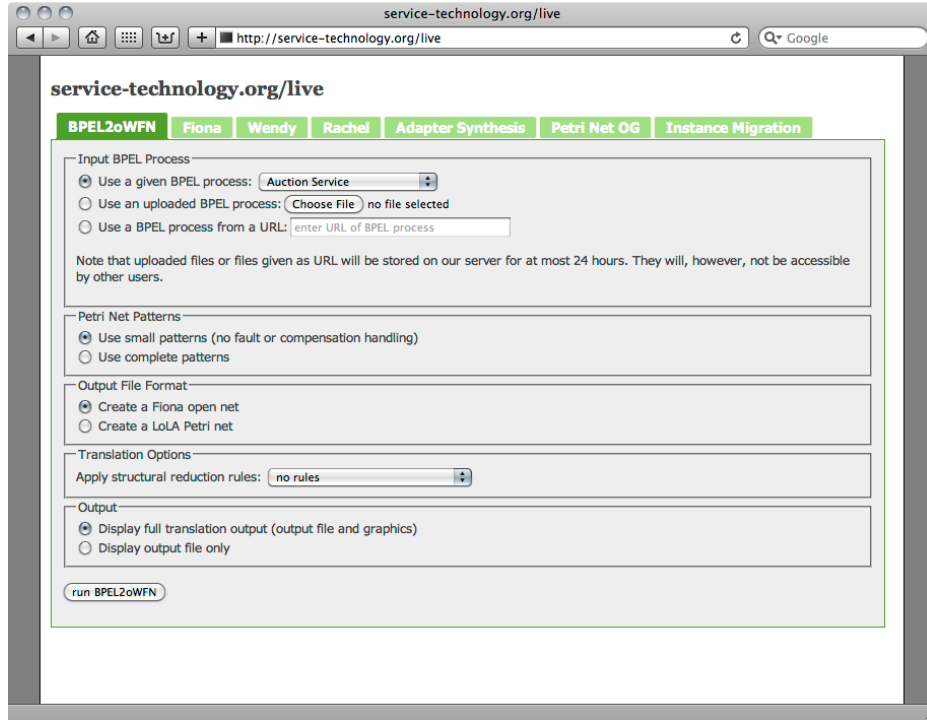 service-technology.org/live
http://service-technology.org/live
Google
service-technology.org/live
BPEL2oWFN Fiona Wendy Rachel Adapter Synthesis Petri Net OG Instance Migration
Input BPEL Process
Use a given BPEL process: Auction Service
Use an uploaded BPEL process: Choose File no file selected
Use a BPEL process from a URL: enter URL of BPEL process
Note that uploaded files or files given as URL will be stored on our server for at most 24 hours. They will, however, not be accessible
by other users.
Petri Net Patterns
Use small patterns (no fault or compensation handling)
Use complete patterns
Output File Format
Create a Fiona open net
Create a LoLA Petri net
Translation Options
Apply structural reduction rules: no rules
Output
Display full translation output (output file and graphics)
Display output file only
run BPEL2oWFN